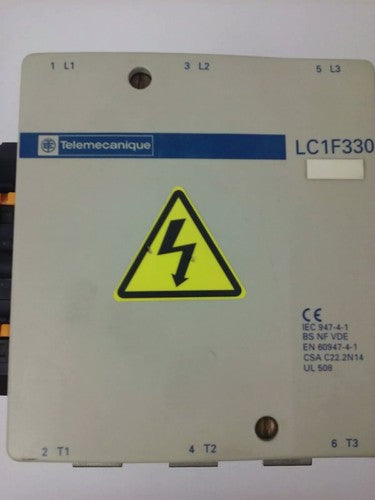 1 L1 3 L2 5 L3
Telemecanique LC1F330
CE
IEC 947-4-1
BS NF VDE
EN 60947-4-1
CSA C22.2N14
UL 508
2 T1 4 T2 6 T3